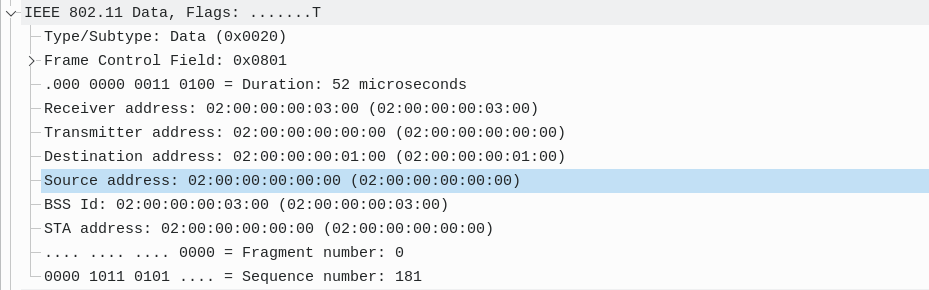 IEEE 802.11 Data, Flags: .......T
Type/Subtype: Data (0x0020)
Frame Control Field: 0x0801
.000 0000 0011 0100 = Duration: 52 microseconds
Receiver address: 02:00:00:00:03:00 (02:00:00:00:03:00)
Transmitter address: 02:00:00:00:00:00 (02:00:00:00:00:00)
Destination address: 02:00:00:00:01:00 (02:00:00:00:01:00)
Source address: 02:00:00:00:00:00 (02:00:00:00:00:00)
BSS Id: 02:00:00:00:03:00 (02:00:00:00:03:00)
STA address: 02:00:00:00:00:00 (02:00:00:00:00:00)
.... .... .... 0000 = Fragment number: 0
0000 1011 0101 .... = Sequence number: 181